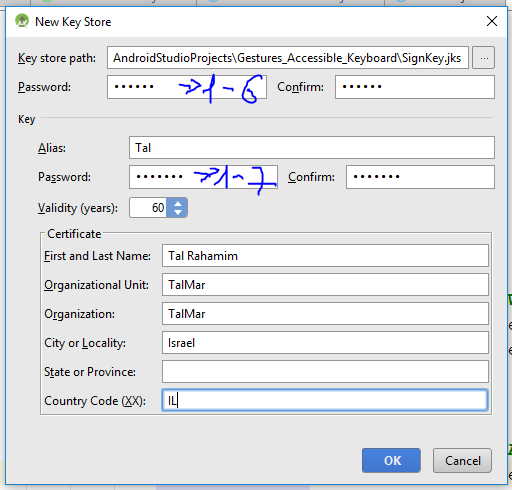 New Key Store
Key store path: AndroidStudioProjects\Gestures_Accessible_Keyboard\SignKey.jks ...
Password: •••••• →1-6 Confirm: ••••••
Key
Alias: Tal
Password: ••••••• →1-7 Confirm: •••••••
Validity (years): 60
Certificate
First and Last Name: Tal Rahamim
Organizational Unit: TalMar
Organization: TalMar
City or Locality: Israel
State or Province:
Country Code (XX): IL
OK Cancel